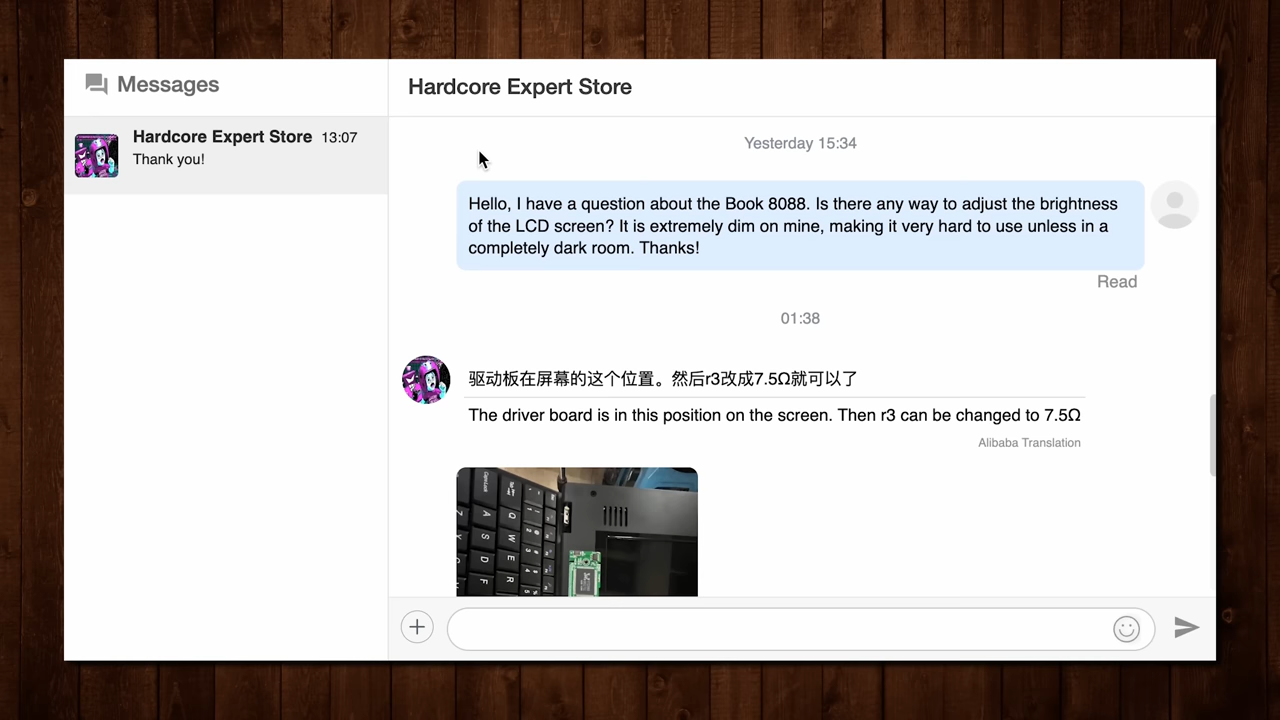 Messages
Hardcore Expert Store
Hardcore Expert Store 13:07
Thank you!
Yesterday 15:34
Hello, I have a question about the Book 8088. Is there any way to adjust the brightness
of the LCD screen? It is extremely dim on mine, making it very hard to use unless in a
completely dark room. Thanks!
Read
01:38
驱动板在屏幕的这个位置。然后r3改成7.5Ω就可以了
The driver board is in this position on the screen. Then r3 can be changed to 7.5Ω
Alibaba Translation
CapsLock
Q W E R
A S D F